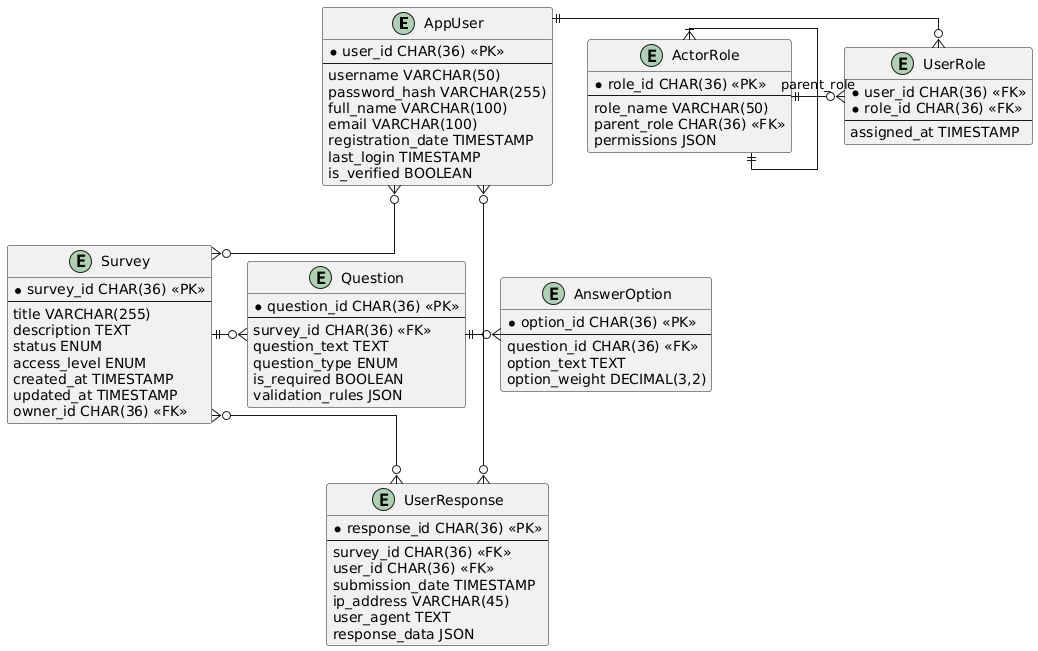 E AppUser
* user_id CHAR(36) «PK»
username VARCHAR(50)
password_hash VARCHAR(255)
full_name VARCHAR(100)
email VARCHAR(100)
registration_date TIMESTAMP
last_login TIMESTAMP
is_verified BOOLEAN
E ActorRole
* role_id CHAR(36) «PK»
role_name VARCHAR(50)
parent_role CHAR(36) «FK»
permissions JSON
parent_role
E UserRole
* user_id CHAR(36) «FK»
* role_id CHAR(36) «FK»
assigned_at TIMESTAMP
E Survey
* survey_id CHAR(36) «PK»
title VARCHAR(255)
description TEXT
status ENUM
access_level ENUM
created_at TIMESTAMP
updated_at TIMESTAMP
owner_id CHAR(36) «FK»
E Question
* question_id CHAR(36) «PK»
survey_id CHAR(36) «FK»
question_text TEXT
question_type ENUM
is_required BOOLEAN
validation_rules JSON
E AnswerOption
* option_id CHAR(36) «PK»
question_id CHAR(36) «FK»
option_text TEXT
option_weight DECIMAL(3,2)
E UserResponse
* response_id CHAR(36) «PK»
survey_id CHAR(36) «FK»
user_id CHAR(36) «FK»
submission_date TIMESTAMP
ip_address VARCHAR(45)
user_agent TEXT
response_data JSON